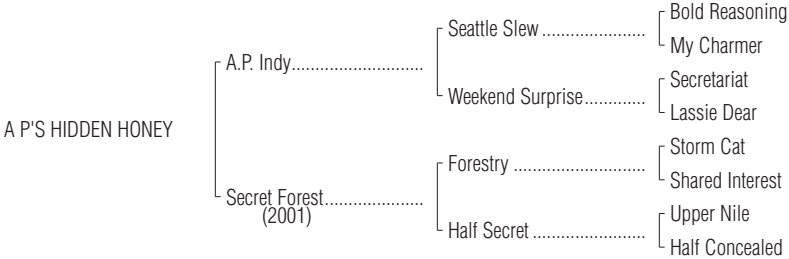 Bold Reasoning
Seattle Slew ......................
My Charmer
A.P. Indy............................
Secretariat
Weekend Surprise.............
Lassie Dear
A P'S HIDDEN HONEY
Storm Cat
Forestry ............................
Shared Interest
Secret Forest.....................
(2001)
Upper Nile
Half Secret ........................
Half Concealed